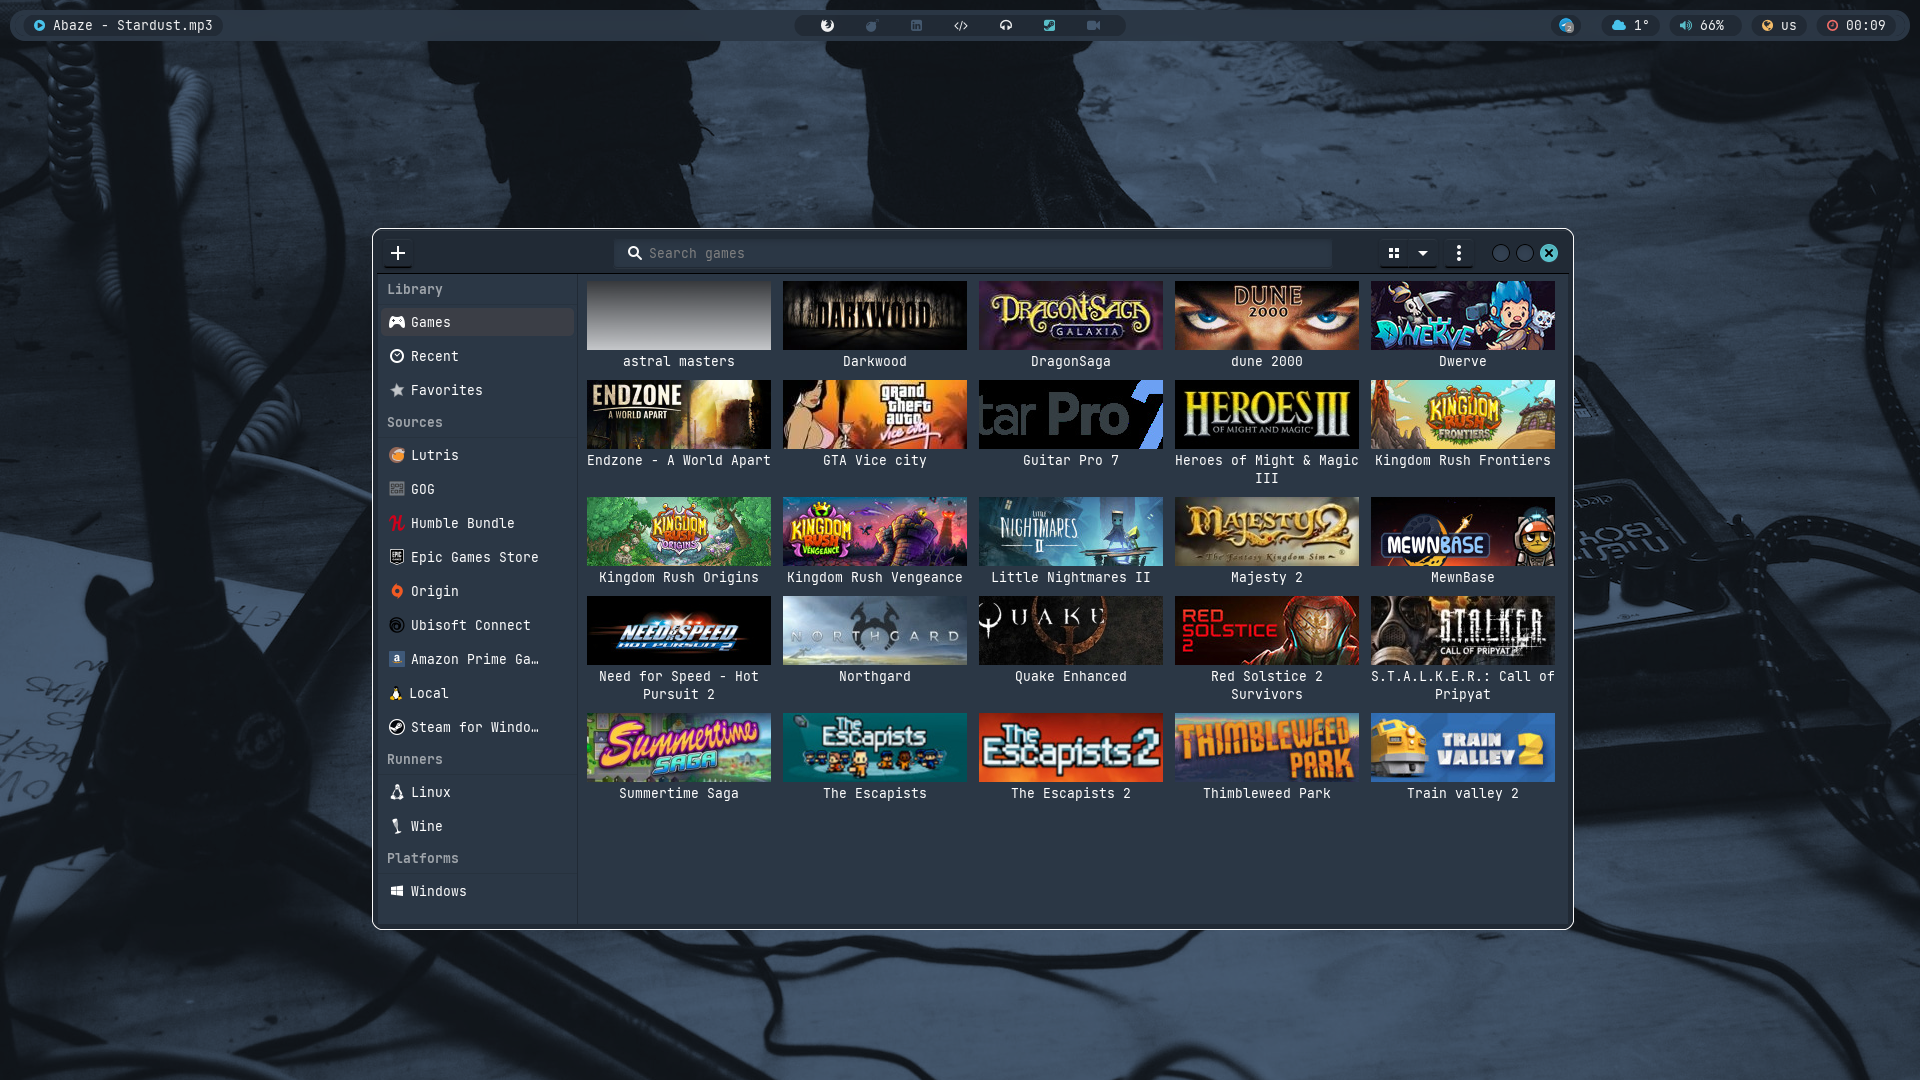 Abaze - Stardust.mp3
1°
66%
us
00:09
Search games
Library
Games
Recent
Favorites
Sources
Lutris
GOG
Humble Bundle
Epic Games Store
Origin
Ubisoft Connect
Amazon Prime Ga…
Local
Steam for Windo…
Runners
Linux
Wine
Platforms
Windows
DARKWOOD
DRAGONSAGA
GALAXIA
DUNE
2000
DWERVE
astral masters
Darkwood
DragonSaga
dune 2000
Dwerve
ENDZONE
A WORLD APART
grand
theft
auto
vice city
tar Pro 7
HEROES III
OF MIGHT AND MAGIC
KINGDOM
RUSH
FRONTIERS
Endzone - A World Apart
GTA Vice city
Guitar Pro 7
Heroes of Might & Magic
III
Kingdom Rush Frontiers
KINGDOM
RUSH
ORIGINS
KINGDOM
RUSH
VENGEANCE
LITTLE
NIGHTMARES
II
MAJESTY 2
The Fantasy Kingdom Sim
MEWNBASE
Kingdom Rush Origins
Kingdom Rush Vengeance
Little Nightmares II
Majesty 2
MewnBase
NEED FOR SPEED
HOT PURSUIT 2
NORTHGARD
QUAKE
RED
SOLSTICE
2
S.T.A.L.K.E.R
CALL OF PRIPYAT
Need for Speed - Hot
Pursuit 2
Northgard
Quake Enhanced
Red Solstice 2
Survivors
S.T.A.L.K.E.R.: Call of
Pripyat
Summertime
SAGA
The
Escapists
The
Escapists 2
THIMBLEWEED
PARK
TRAIN
VALLEY 2
Summertime Saga
The Escapists
The Escapists 2
Thimbleweed Park
Train valley 2